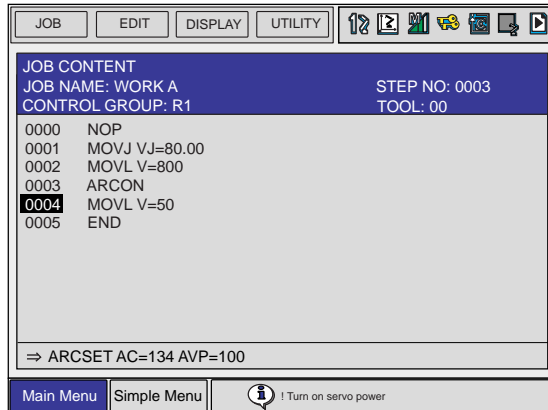 JOB EDIT DISPLAY UTILITY
JOB CONTENT
JOB NAME: WORK A STEP NO: 0003
CONTROL GROUP: R1 TOOL: 00
0000 NOP
0001 MOVJ VJ=80.00
0002 MOVL V=800
0003 ARCON
0004 MOVL V=50
0005 END
⇒ ARCSET AC=134 AVP=100
Main Menu Simple Menu ! Turn on servo power